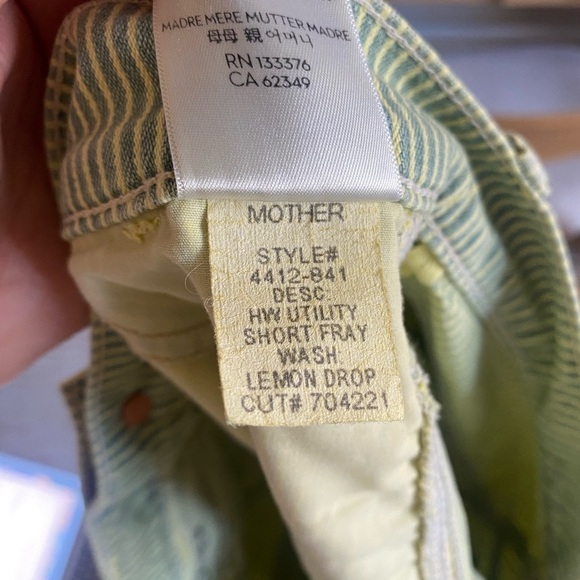 MADRE MERE MUTTER MADRE
母母 親 어머니
RN 133376
CA 62349
MOTHER
STYLE#
4412-841
DESC:
HW UTILITY
SHORT FRAY
WASH:
LEMON DROP
CUT# 704221